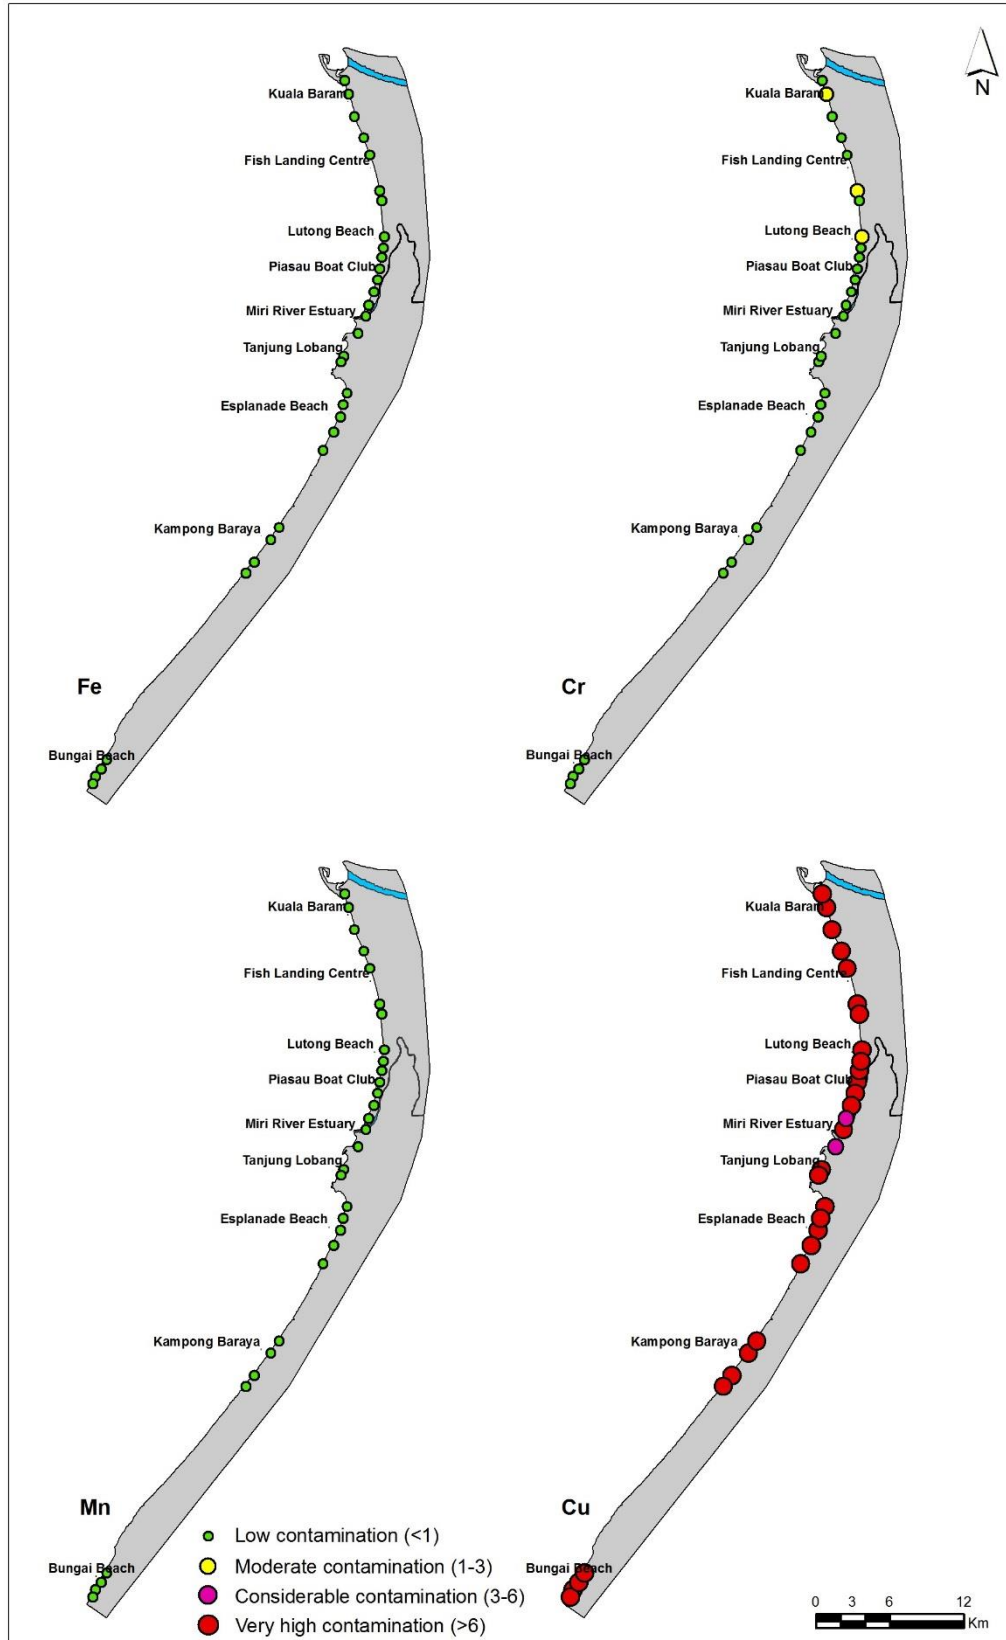 N
Kuala Baram
Fish Landing Centre
Lutong Beach
Piasau Boat Club
Miri River Estuary
Tanjung Lobang
Esplanade Beach
Kampong Baraya
Fe
Bungai Beach
Kuala Baram
Fish Landing Centre
Lutong Beach
Piasau Boat Club
Miri River Estuary
Tanjung Lobang
Esplanade Beach
Kampong Baraya
Cr
Bungai Beach
Kuala Baram
Fish Landing Centre
Lutong Beach
Piasau Boat Club
Miri River Estuary
Tanjung Lobang
Esplanade Beach
Kampong Baraya
Mn
Bungai Beach
Kuala Baram
Fish Landing Centre
Lutong Beach
Piasau Boat Club
Miri River Estuary
Tanjung Lobang
Esplanade Beach
Kampong Baraya
Cu
Bungai Beach
Low contamination (<1)
Moderate contamination (1-3)
Considerable contamination (3-6)
Very high contamination (>6)
0 3 6 12
Km